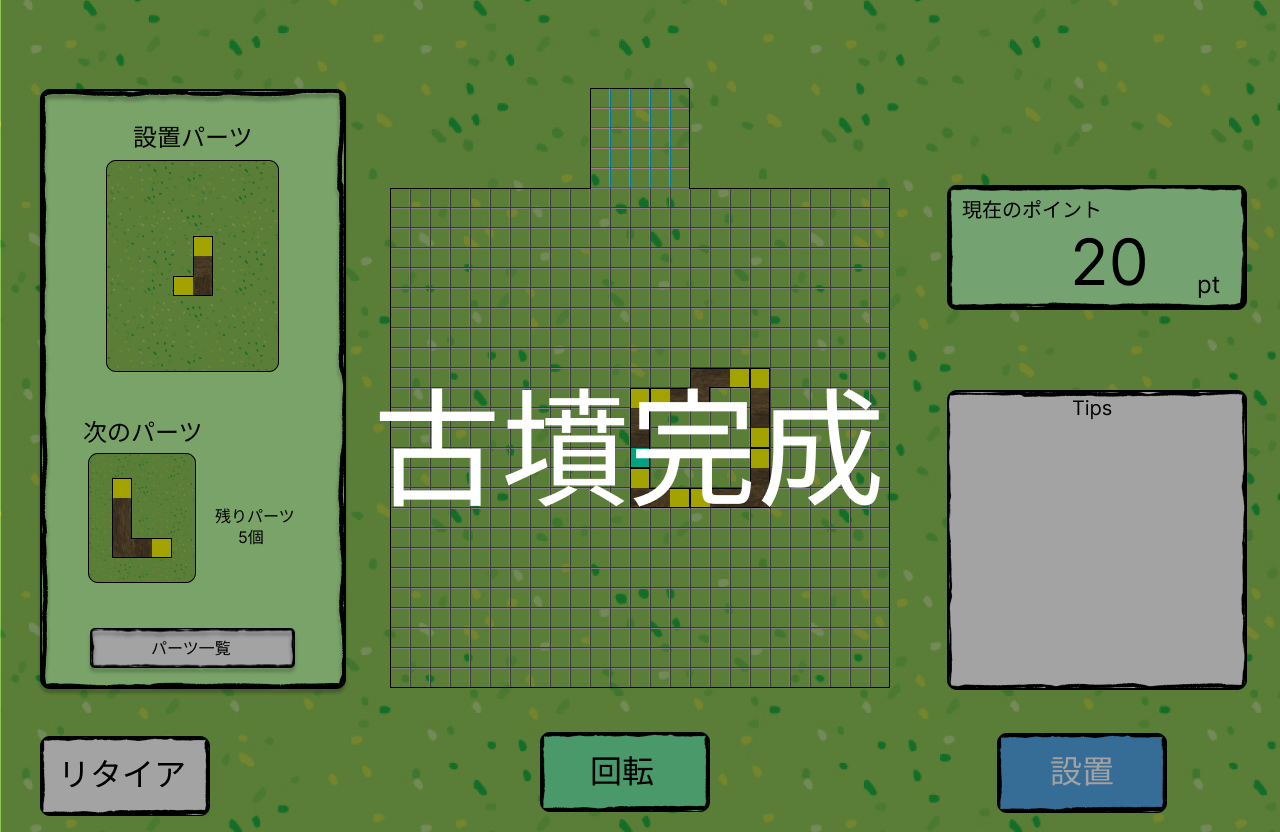 設置パーツ
次のパーツ
残りパーツ
5個
パーツ一覧
リタイア
古墳完成
回転
現在のポイント
20
pt
Tips
設置